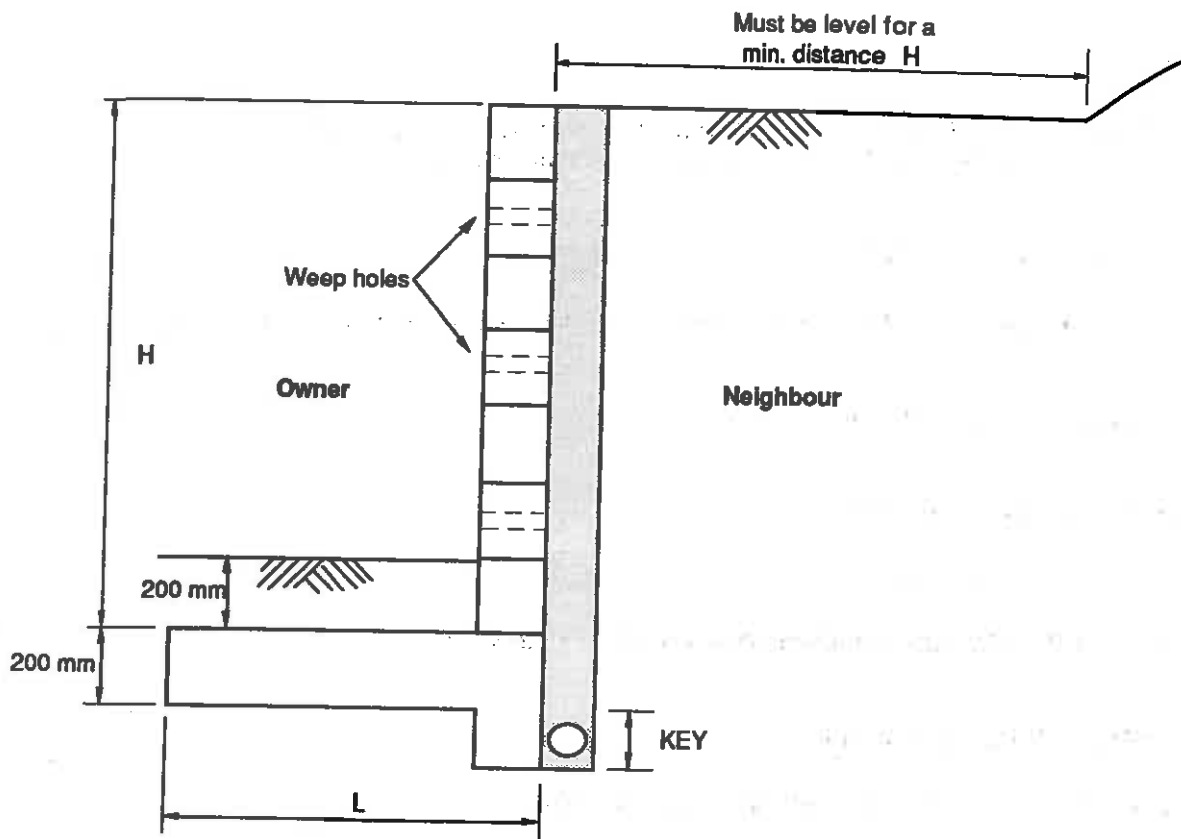 Must be level for a
min. distance H
Weep holes
H
Owner
Neighbour
200 mm
200 mm
KEY
L